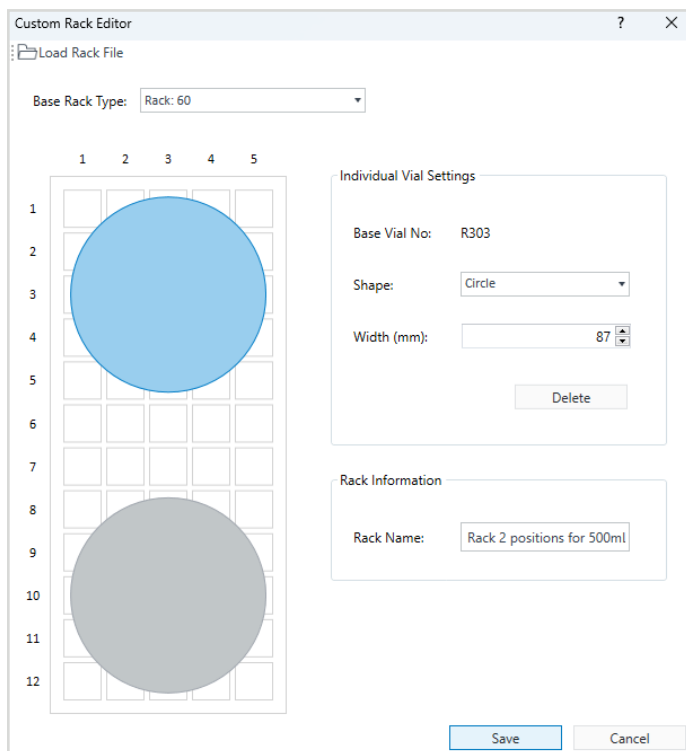 Custom Rack Editor ?
Load Rack File
Base Rack Type: Rack: 60
1 2 3 4 5
1
2
3
4
5
6
7
8
9
10
11
12
Individual Vial Settings
Base Vial No: R303
Shape: Circle
Width (mm): 87
Delete
Rack Information
Rack Name: Rack 2 positions for 500ml
Save Cancel